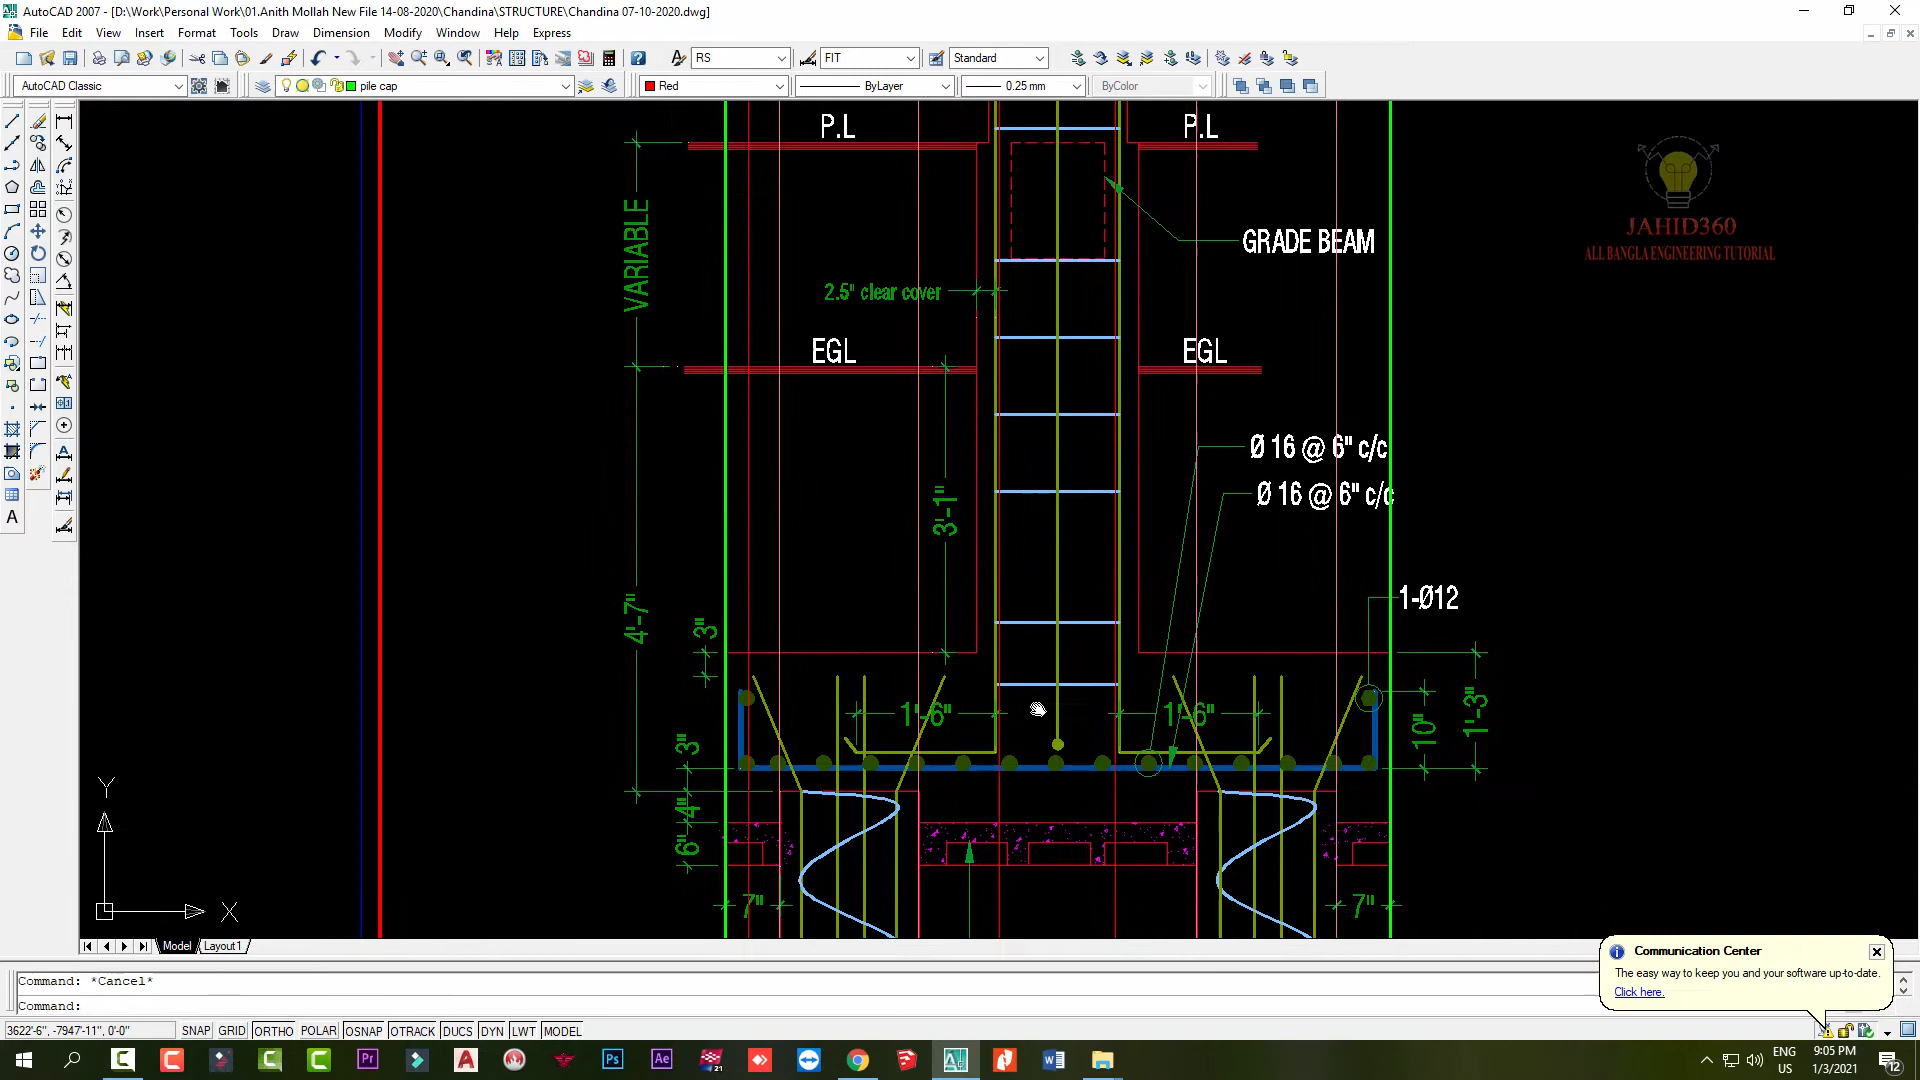 AutoCAD 2007 - [D:\Work\Personal Work\01.Anith Mollah New File 14-08-2020\Chandina\STRUCTURE\Chandina 07-10-2020.dwg]
File Edit View Insert Format Tools Draw Dimension Modify Window Help Express
RS FIT Standard
AutoCAD Classic pile cap Red ByLayer 0.25 mm ByColor
P.L P.L
JAHID360
ALL BANGLA ENGINEERING TUTORIAL
VARIABLE
GRADE BEAM
2.5" clear cover
EGL EGL
Ø 16 @ 6" c/c
Ø 16 @ 6" c/c
3'-1"
1-Ø12
4'-7"
3"
1'-6" 1'-6"
10"
1'-3"
3"
4"
6"
7" 7"
Y
X
A
Model Layout1
Communication Center
The easy way to keep you and your software up-to-date.
Click here.
Command: *Cancel*
Command:
3622'-6", -7947'-11", 0'-0" SNAP GRID ORTHO POLAR OSNAP OTRACK DUCS DYN LWT MODEL
Pr Ps Ae 21
ENG
US
9:05 PM
1/3/2021
12